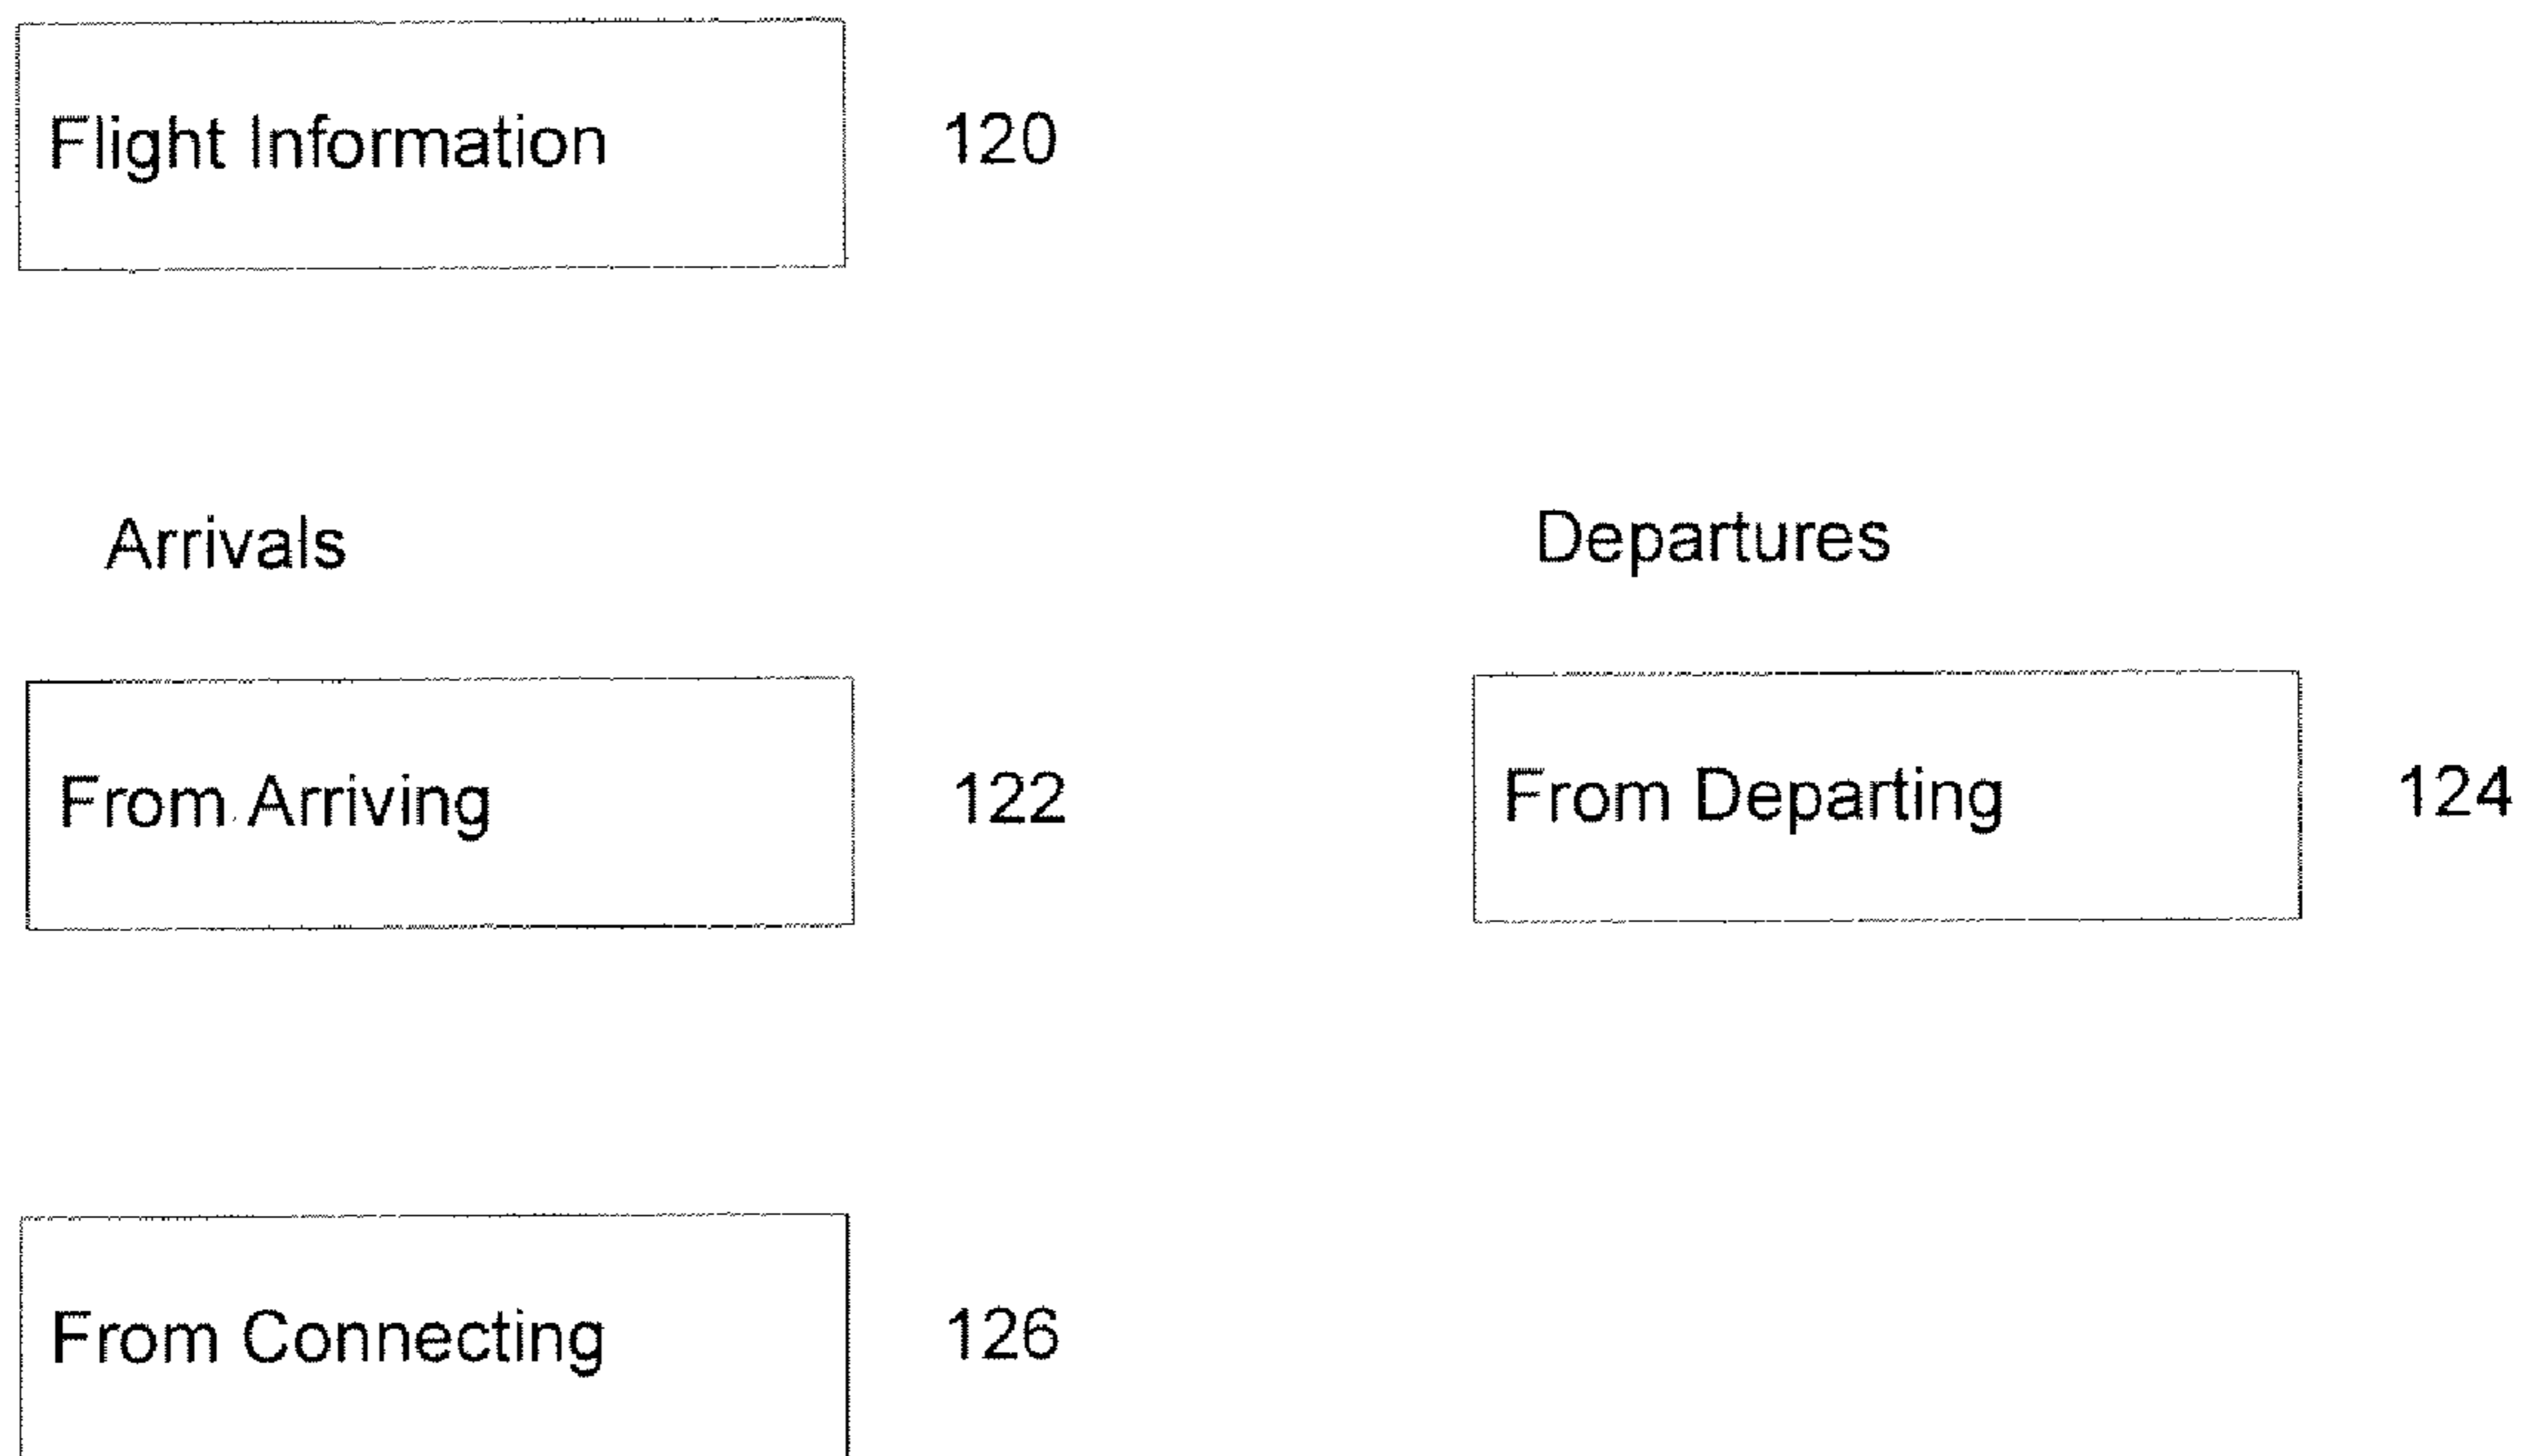 Flight Information 120
Arrivals Departures
From Arriving 122 From Departing 124
From Connecting 126